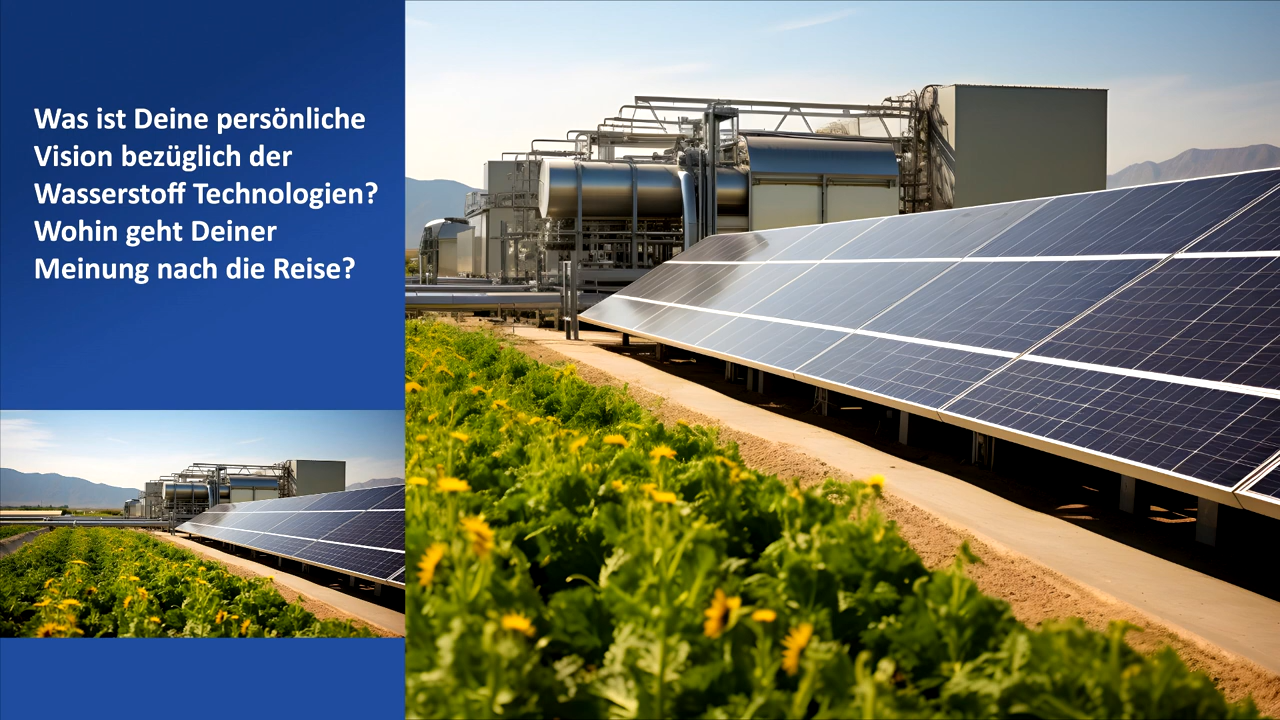 Was ist Deine persönliche
Vision bezüglich der
Wasserstoff Technologien?
Wohin geht Deiner
Meinung nach die Reise?